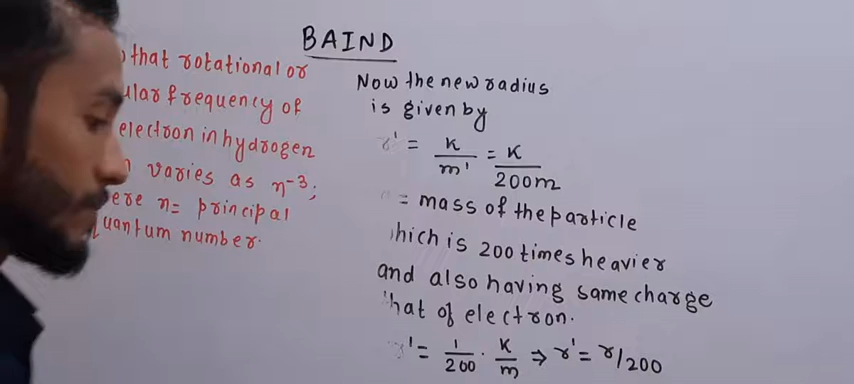 BAIND
that rotational or
ular frequency of
electron in hydrogen
varies as n⁻³;
ere n= principal
quantum number.
Now the new radius
is given by
r' = K/m' = K/200m
= mass of the particle
hich is 200 times heavier
and also having same charge
that of electron.
r' = 1/200 · K/m ⇒ r' = r/200